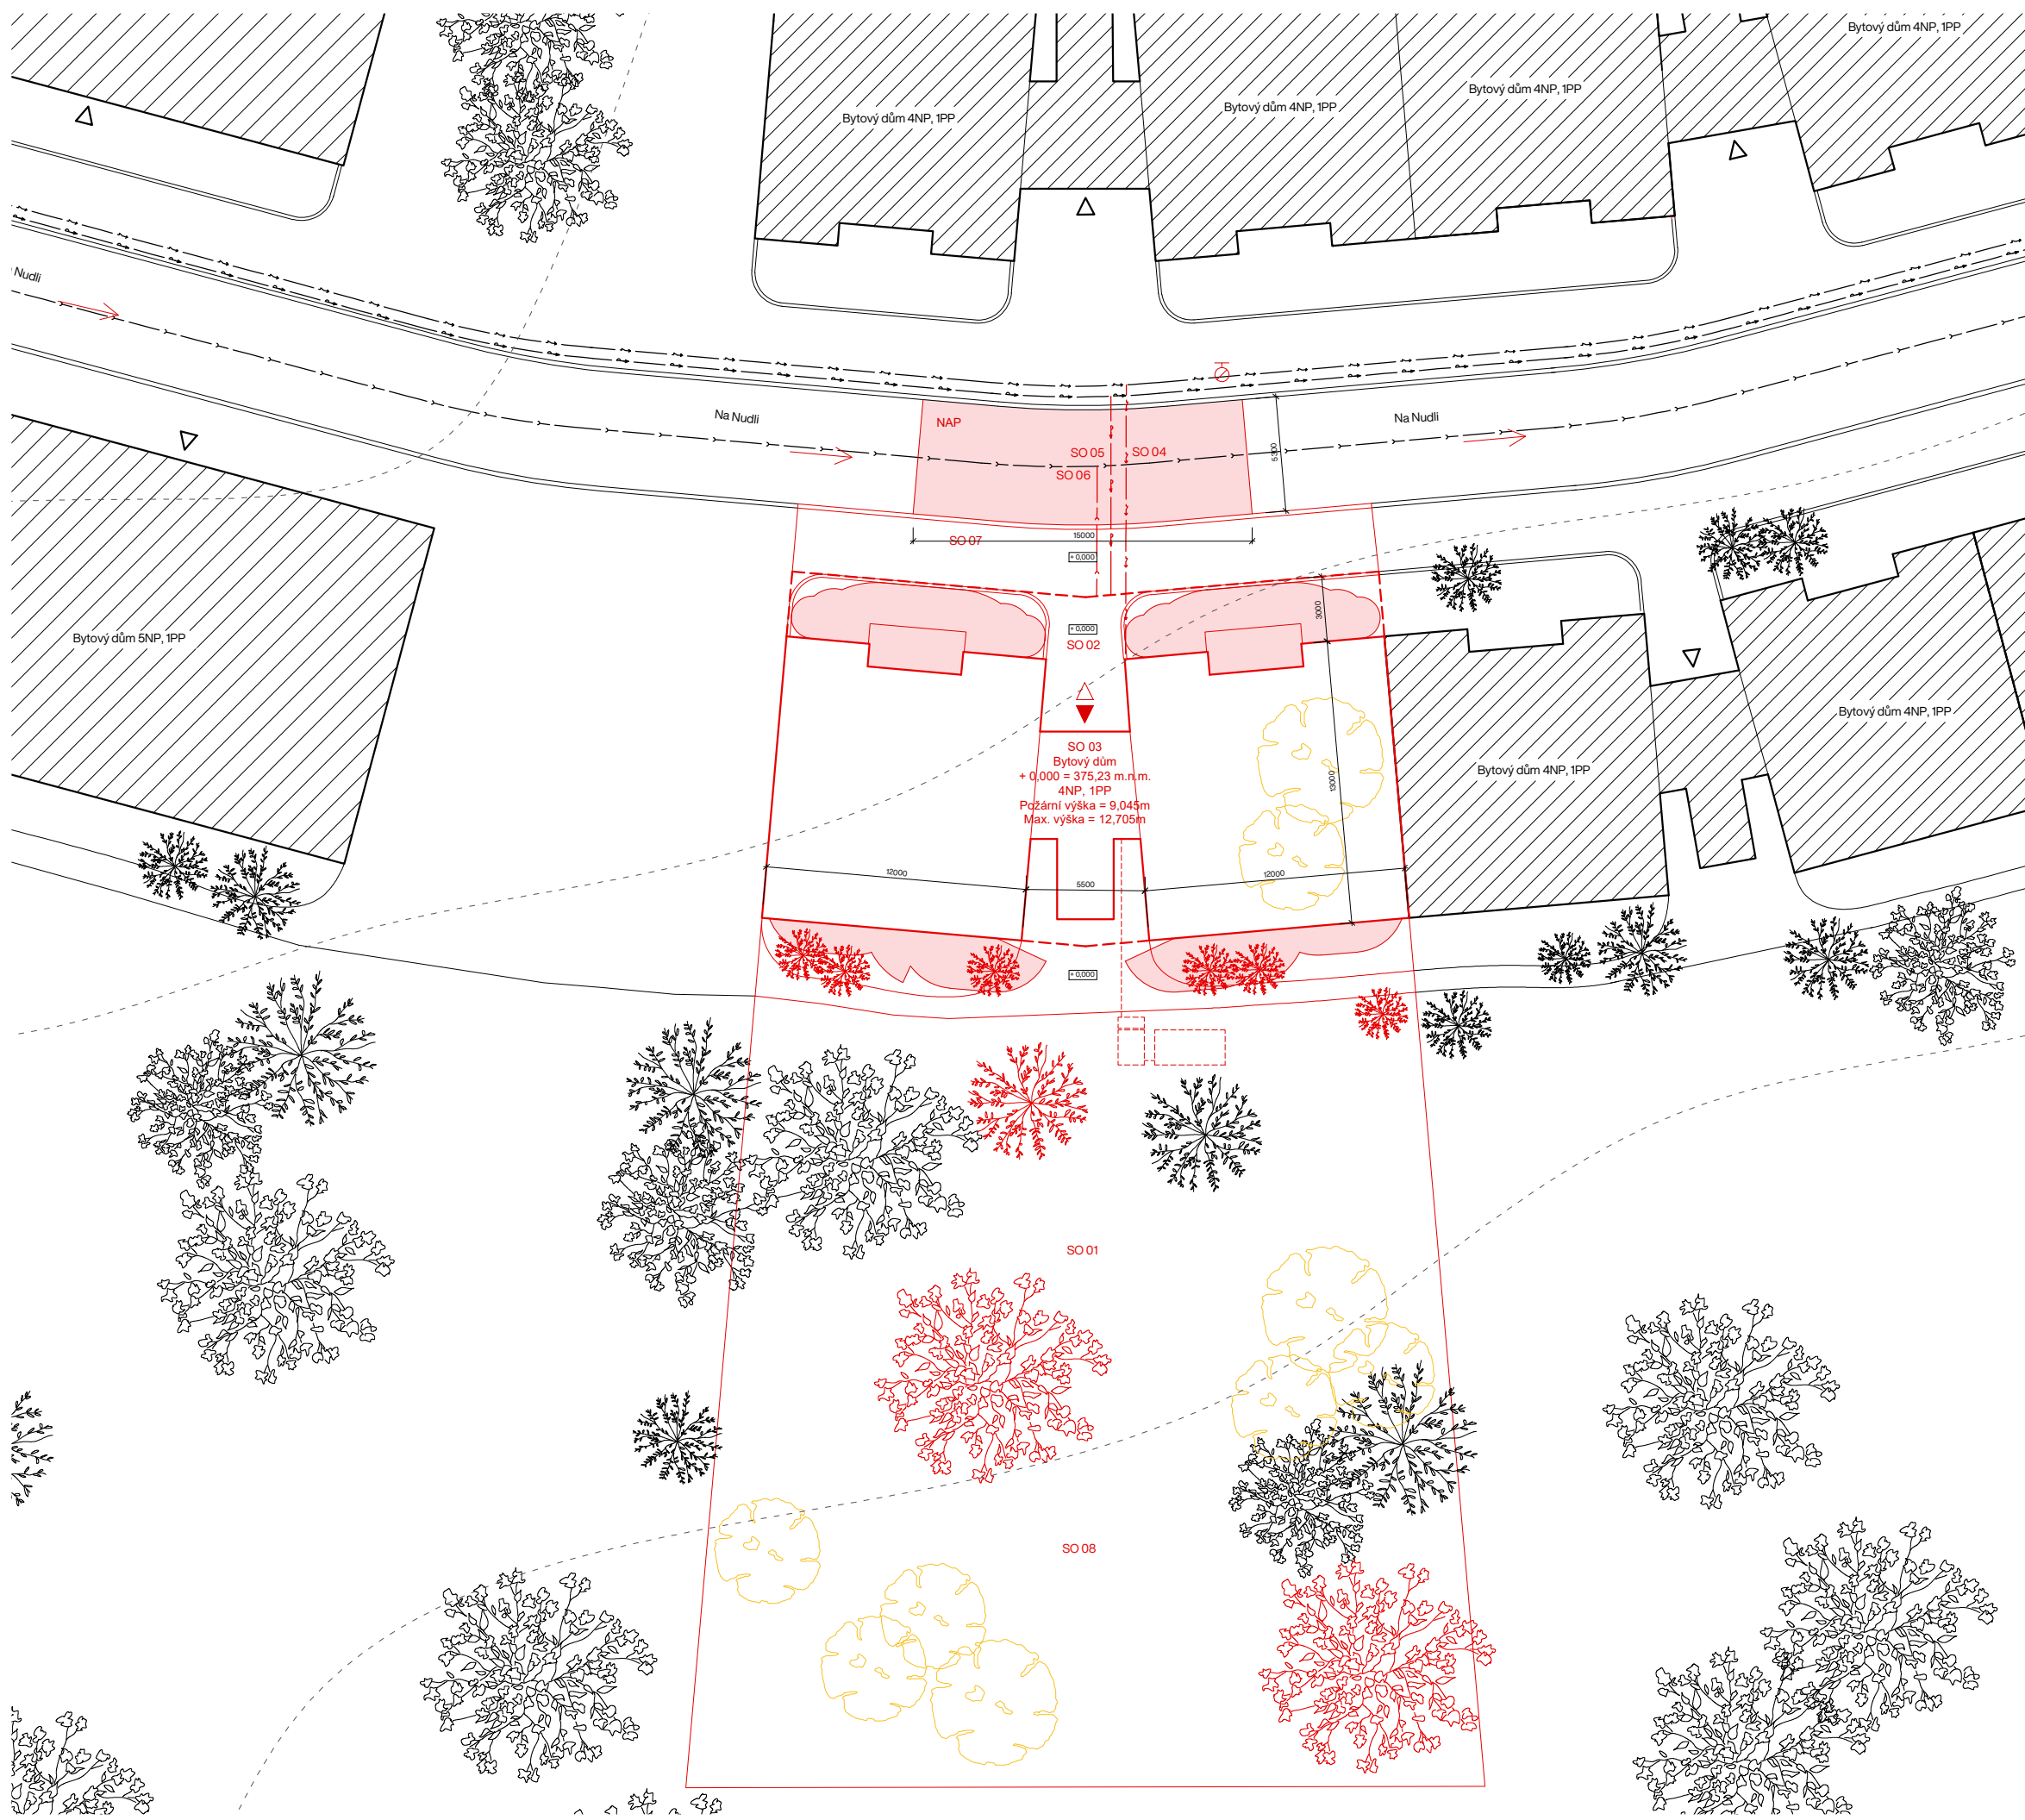 Bytový dům 4NP, 1PP
Bytový dům 4NP, 1PP
Bytový dům 4NP, 1PP
Bytový dům 4NP, 1PP
Nudli
Na Nudli
Na Nudli
NAP
SO 05
SO 04
SO 06
5500
15000
SO 07
+ 0,000
3000
+ 0,000
SO 02
Bytový dům 5NP, 1PP
Bytový dům 4NP, 1PP
SO 03
Bytový dům
+ 0,000 = 375,23 m.n.m.
4NP, 1PP
Požární výška = 9,045m
Max. výška = 12,705m
13000
Bytový dům 4NP, 1PP
12000
5500
12000
+ 0,000
SO 01
SO 08